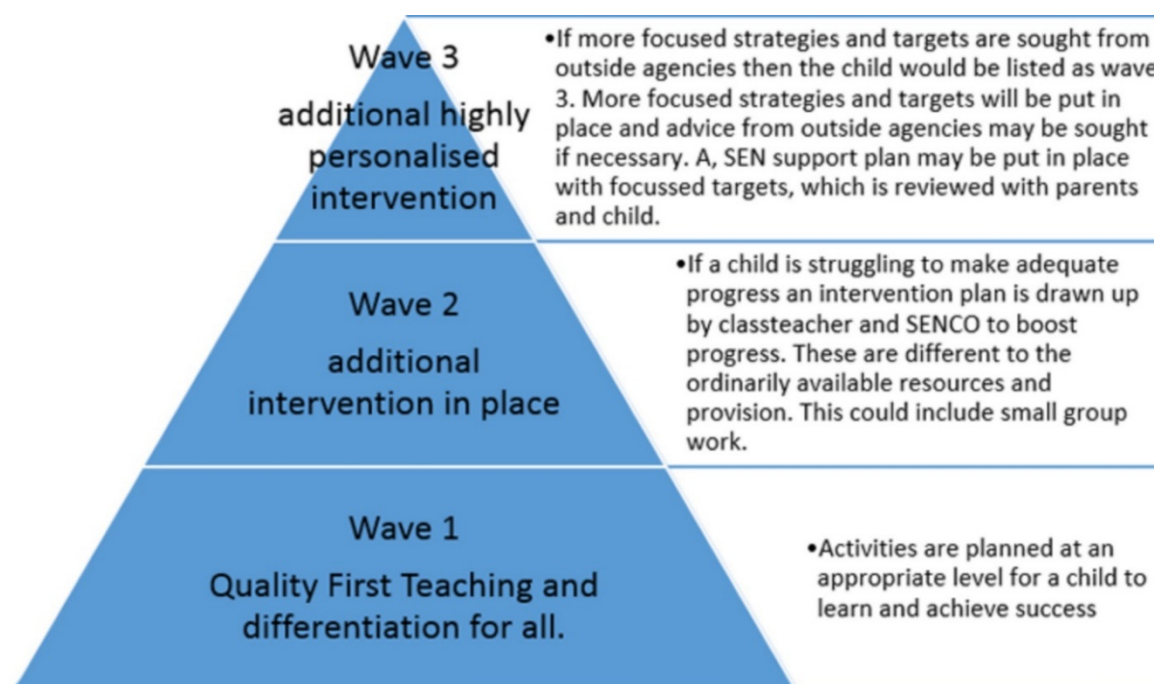 Wave 3
additional highly
personalised
intervention
•If more focused strategies and targets are sought from
outside agencies then the child would be listed as wave
3. More focused strategies and targets will be put in
place and advice from outside agencies may be sought
if necessary. A, SEN support plan may be put in place
with focussed targets, which is reviewed with parents
and child.
Wave 2
additional
intervention in place
•If a child is struggling to make adequate
progress an intervention plan is drawn up
by classteacher and SENCO to boost
progress. These are different to the
ordinarily available resources and
provision. This could include small group
work.
Wave 1
Quality First Teaching and
differentiation for all.
•Activities are planned at an
appropriate level for a child to
learn and achieve success